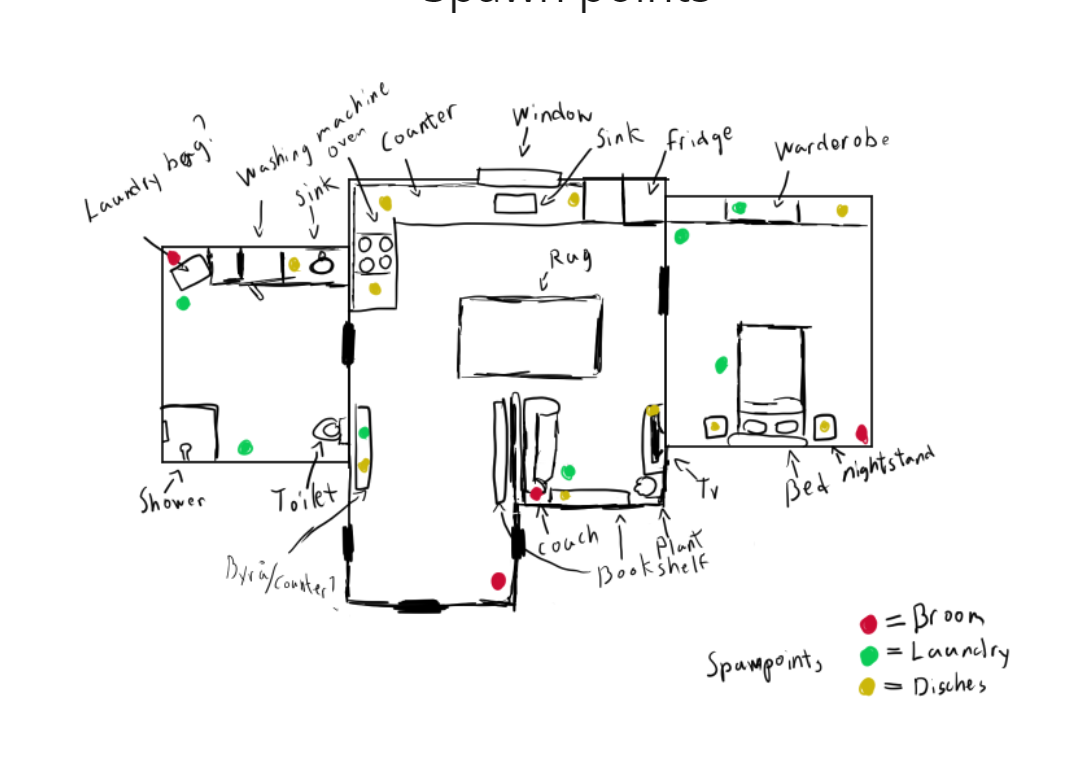 Spawn points
Laundry bag?
Washing machine
oven
Counter
Window
Sink
fridge
Warderobe
sink
Rug
Shower
Toilet
Byrå/counter?
couch
Bookshelf
Plant
Tv
Bed
nightstand
Spawnpoints
= Broom
= Laundry
= Disches